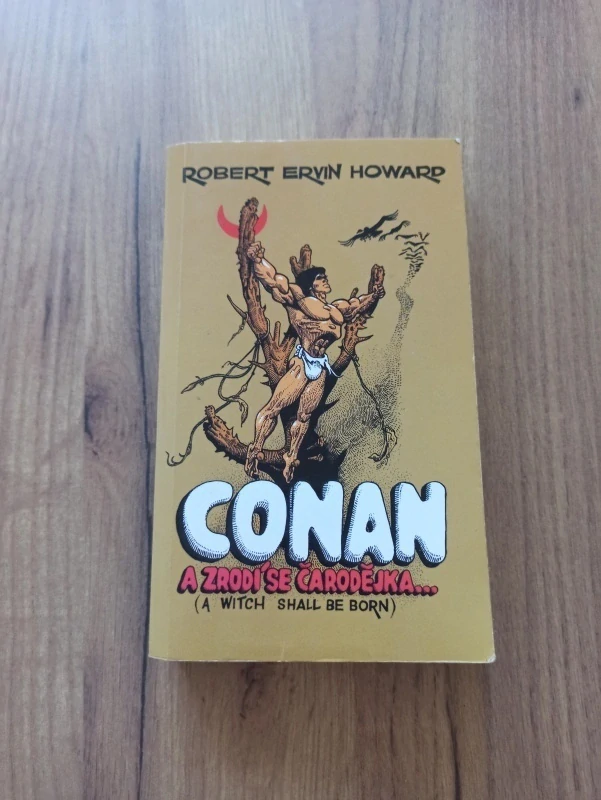 ROBERT ERVIN HOWARD
CONAN
A ZRODÍ SE ČARODĚJKA...
(A WITCH SHALL BE BORN)